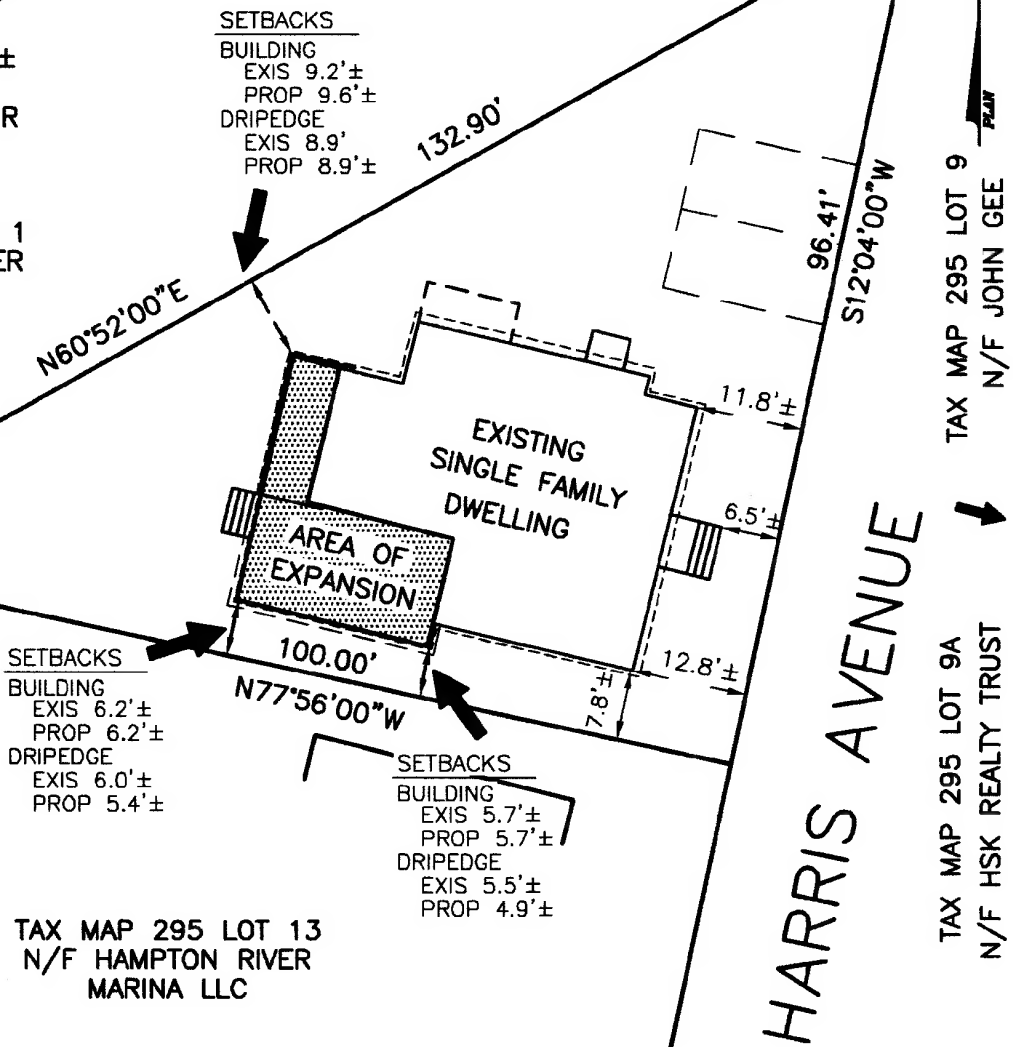 SETBACKS
BUILDING
EXIS 9.2'±
PROP 9.6'±
DRIPEDGE
EXIS 8.9'
PROP 8.9'±
±
R
1
ER
132.90'
N60°52'00"E
PLAN
96.41'
S12°04'00"W
TAX MAP 295 LOT 9
N/F JOHN GEE
11.8'±
EXISTING
SINGLE FAMILY
DWELLING
6.5'±
AREA OF
EXPANSION
12.8'±
7.8'±
100.00'
N77°56'00"W
SETBACKS
BUILDING
EXIS 6.2'±
PROP 6.2'±
DRIPEDGE
EXIS 6.0'±
PROP 5.4'±
SETBACKS
BUILDING
EXIS 5.7'±
PROP 5.7'±
DRIPEDGE
EXIS 5.5'±
PROP 4.9'±
HARRIS AVENUE
TAX MAP 295 LOT 9A
N/F HSK REALTY TRUST
TAX MAP 295 LOT 13
N/F HAMPTON RIVER
MARINA LLC